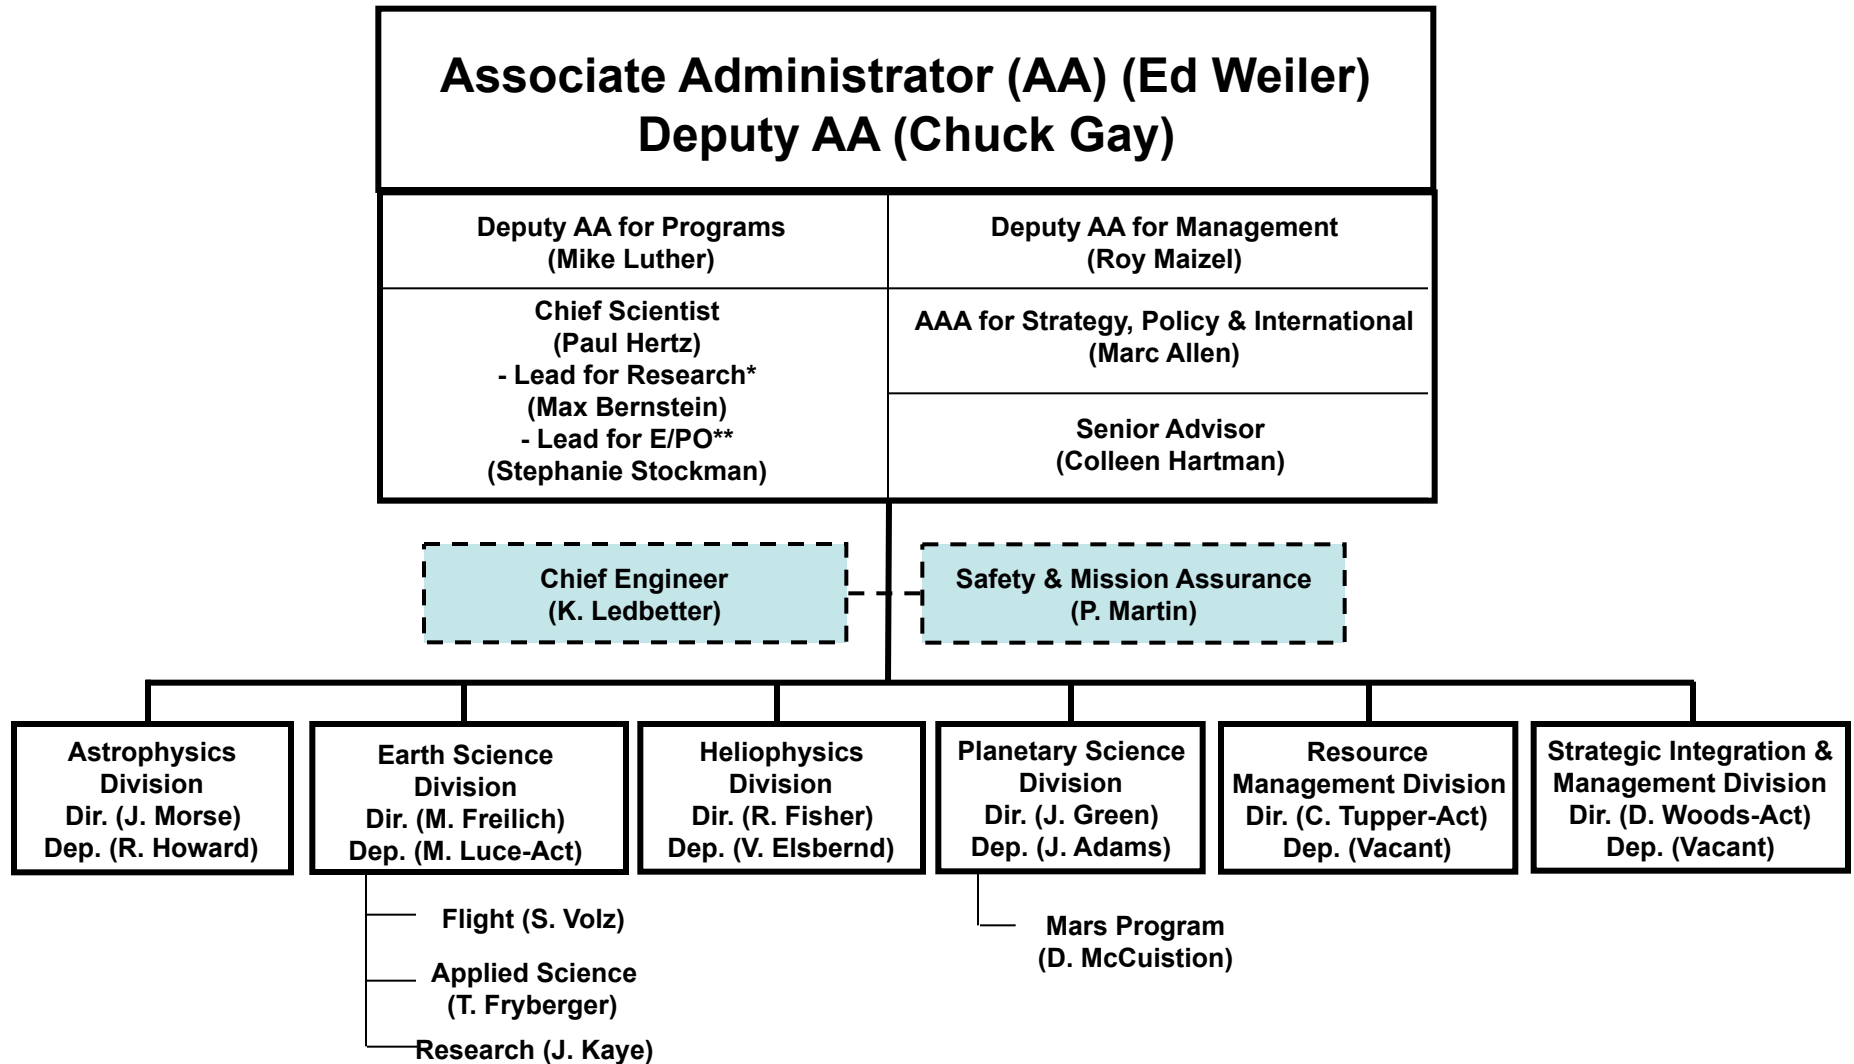 Associate Administrator (AA) (Ed Weiler)
Deputy AA (Chuck Gay)
Deputy AA for Programs
(Mike Luther)
Deputy AA for Management
(Roy Maizel)
Chief Scientist
(Paul Hertz)
- Lead for Research*
(Max Bernstein)
- Lead for E/PO**
(Stephanie Stockman)
AAA for Strategy, Policy & International
(Marc Allen)
Senior Advisor
(Colleen Hartman)
Chief Engineer
(K. Ledbetter)
Safety & Mission Assurance
(P. Martin)
Astrophysics
Division
Dir. (J. Morse)
Dep. (R. Howard)
Earth Science
Division
Dir. (M. Freilich)
Dep. (M. Luce-Act)
Heliophysics
Division
Dir. (R. Fisher)
Dep. (V. Elsbernd)
Planetary Science
Division
Dir. (J. Green)
Dep. (J. Adams)
Resource
Management Division
Dir. (C. Tupper-Act)
Dep. (Vacant)
Strategic Integration &
Management Division
Dir. (D. Woods-Act)
Dep. (Vacant)
Flight (S. Volz)
Applied Science
(T. Fryberger)
Research (J. Kaye)
Mars Program
(D. McCuistion)